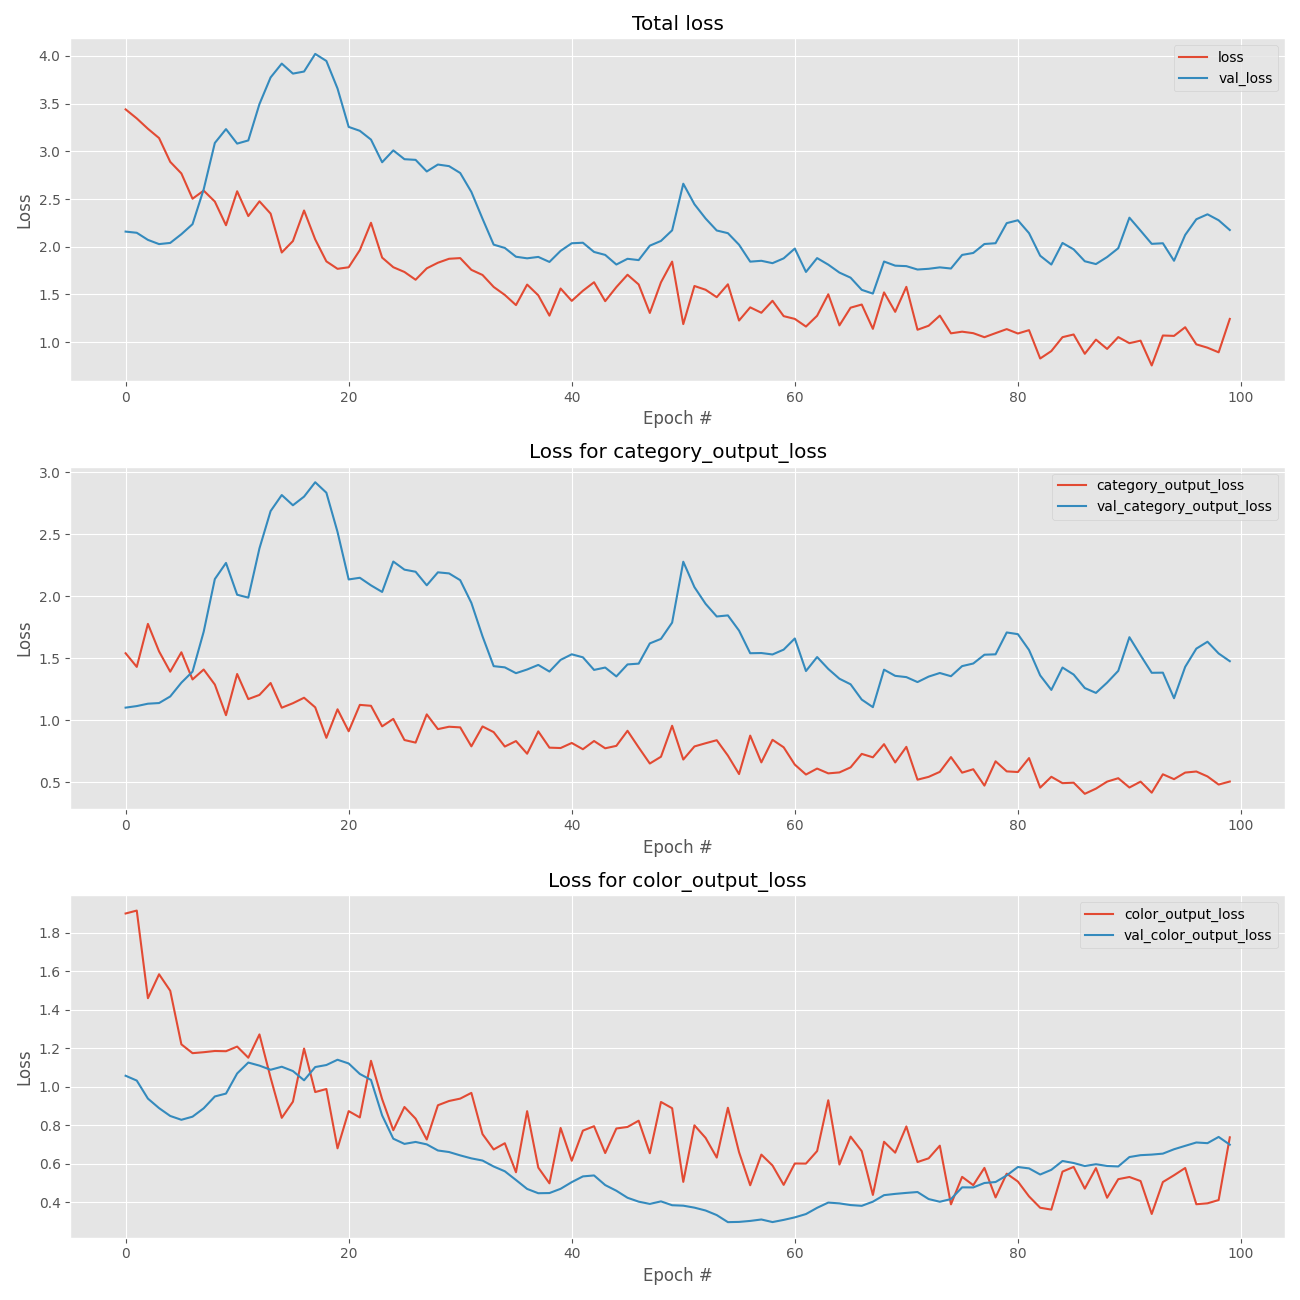 Total loss
loss
val_loss
4.0
3.5
3.0
2.5
2.0
1.5
1.0
Loss
0 20 40 60 80 100
Epoch #
Loss for category_output_loss
category_output_loss
val_category_output_loss
3.0
2.5
2.0
1.5
1.0
0.5
Loss
0 20 40 60 80 100
Epoch #
Loss for color_output_loss
color_output_loss
val_color_output_loss
1.8
1.6
1.4
1.2
1.0
0.8
0.6
0.4
Loss
0 20 40 60 80 100
Epoch #